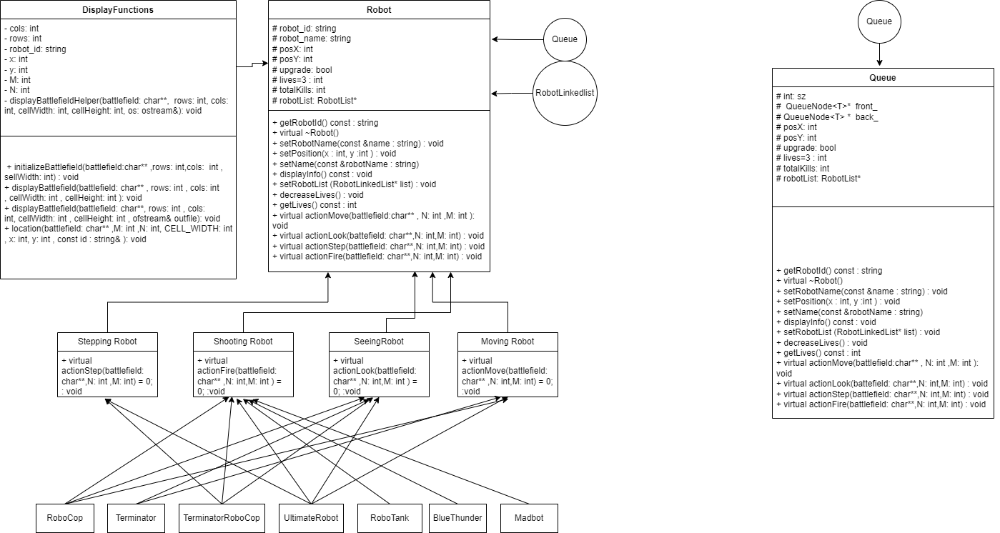 DisplayFunctions
- cols: int
- rows: int
- robot_id: string
- x: int
- y: int
- M: int
- N: int
- displayBattlefieldHelper(battlefield: char**,  rows: int, cols:
int, cellWidth: int, cellHeight: int, os: ostream&): void
+ initializeBattlefield(battlefield:char** ,rows: int,cols:  int ,
sellWidth: int) : void
+ displayBattlefield(battlefield: char** , rows: int , cols: int
, cellWidth: int , cellHeight: int ): void
+ displayBattlefield(battlefield: char**, rows: int , cols:
int, cellWidth: int , cellHeight: int , ofstream& outfile): void
+ location(battlefield: char** ,M: int ,N: int, CELL_WIDTH: int
, x: int, y: int , const id : string& ): void
Robot
# robot_id: string
# robot_name: string
# posX: int
# posY: int
# upgrade: bool
# lives=3 : int
# totalKills: int
# robotList: RobotList*
+ getRobotId() const : string
+ virtual ~Robot()
+ setRobotName(const &name : string) : void
+ setPosition(x : int, y :int ) : void
+ setName(const &robotName : string)
+ displayInfo() const : void
+ setRobotList (RobotLinkedList* list) : void
+ decreaseLives() : void
+ getLives() const : int
+ virtual actionMove(battlefield:char** , N: int ,M: int ):
void
+ virtual actionLook(battefield: char**,N: int,M: int) : void
+ virtual actionStep(battlefield: char**,N: int,M: int) : void
+ virtual actionFire(battlefield: char**,N: int,M: int) : void
Queue
RobotLinkedlist
Queue
Queue
# int: sz
#  QueueNode<T>*  front_
# QueueNode<T> *  back_
# posX: int
# posY: int
# upgrade: bool
# lives=3 : int
# totalKills: int
# robotList: RobotList*
+ getRobotId() const : string
+ virtual ~Robot()
+ setRobotName(const &name : string) : void
+ setPosition(x : int, y :int ) : void
+ setName(const &robotName : string)
+ displayInfo() const : void
+ setRobotList (RobotLinkedList* list) : void
+ decreaseLives() : void
+ getLives() const : int
+ virtual actionMove(battlefield:char** , N: int ,M: int ):
void
+ virtual actionLook(battefield: char**,N: int,M: int) : void
+ virtual actionStep(battlefield: char**,N: int,M: int) : void
+ virtual actionFire(battlefield: char**,N: int,M: int) : void
Stepping Robot
+ virtual
actionStep(battlefield:
char**,N: int ,M: int) = 0;
: void
Shooting Robot
+ virtual
actionFire(battlefield:
char** ,N: int,M: int ) =
0; :void
SeeingRobot
+ virtual
actionLook(battlefield:
char** ,N: int,M: int ) =
0; :void
Moving Robot
+ virtual
actionMove(battlefield:
char** ,N: int,M: int) = 0;
:void
RoboCop
Terminator
TerminatorRoboCop
UltimateRobot
RoboTank
BlueThunder
Madbot